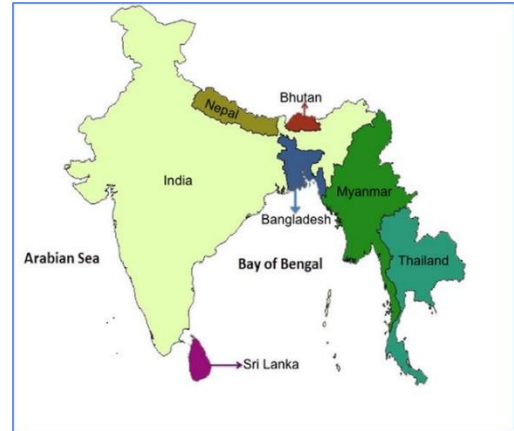 Bhutan
Nepal
India
Myanmar
Bangladesh
Arabian Sea
Bay of Bengal
Thailand
Sri Lanka